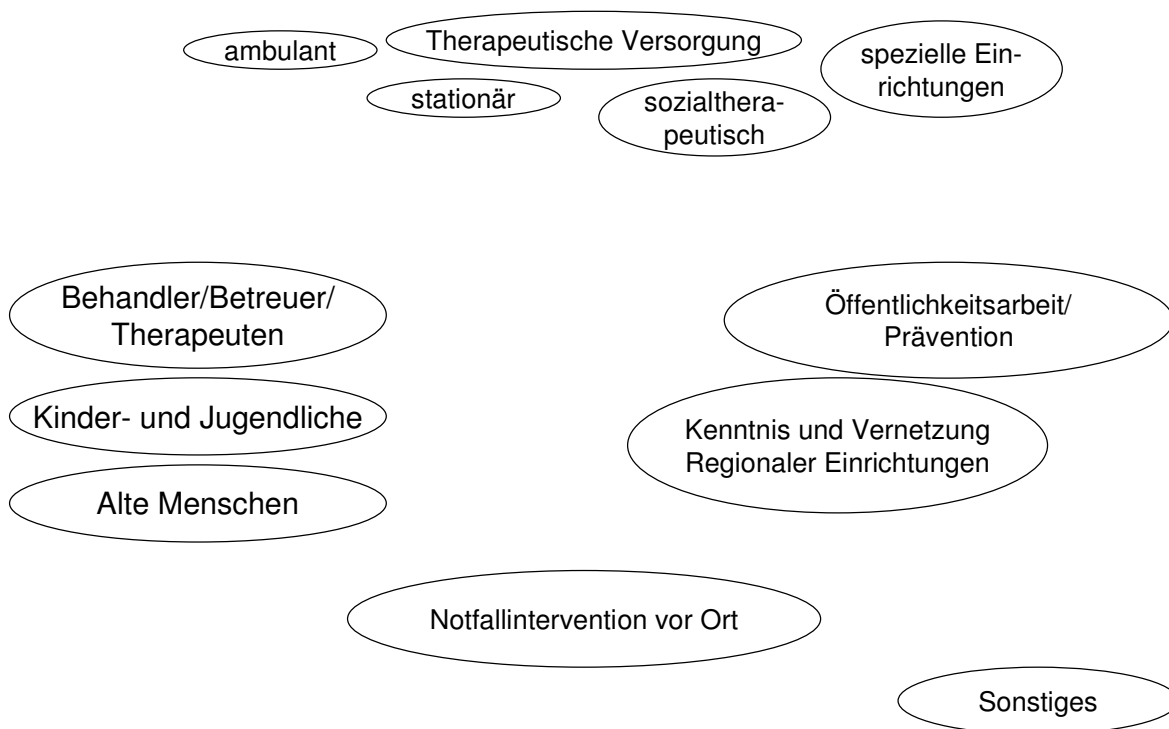 ambulant
Therapeutische Versorgung
spezielle Ein-
richtungen
stationär
sozialthera-
peutisch
Behandler/Betreuer/
Therapeuten
Öffentlichkeitsarbeit/
Prävention
Kinder- und Jugendliche
Kenntnis und Vernetzung
Regionaler Einrichtungen
Alte Menschen
Notfallintervention vor Ort
Sonstiges